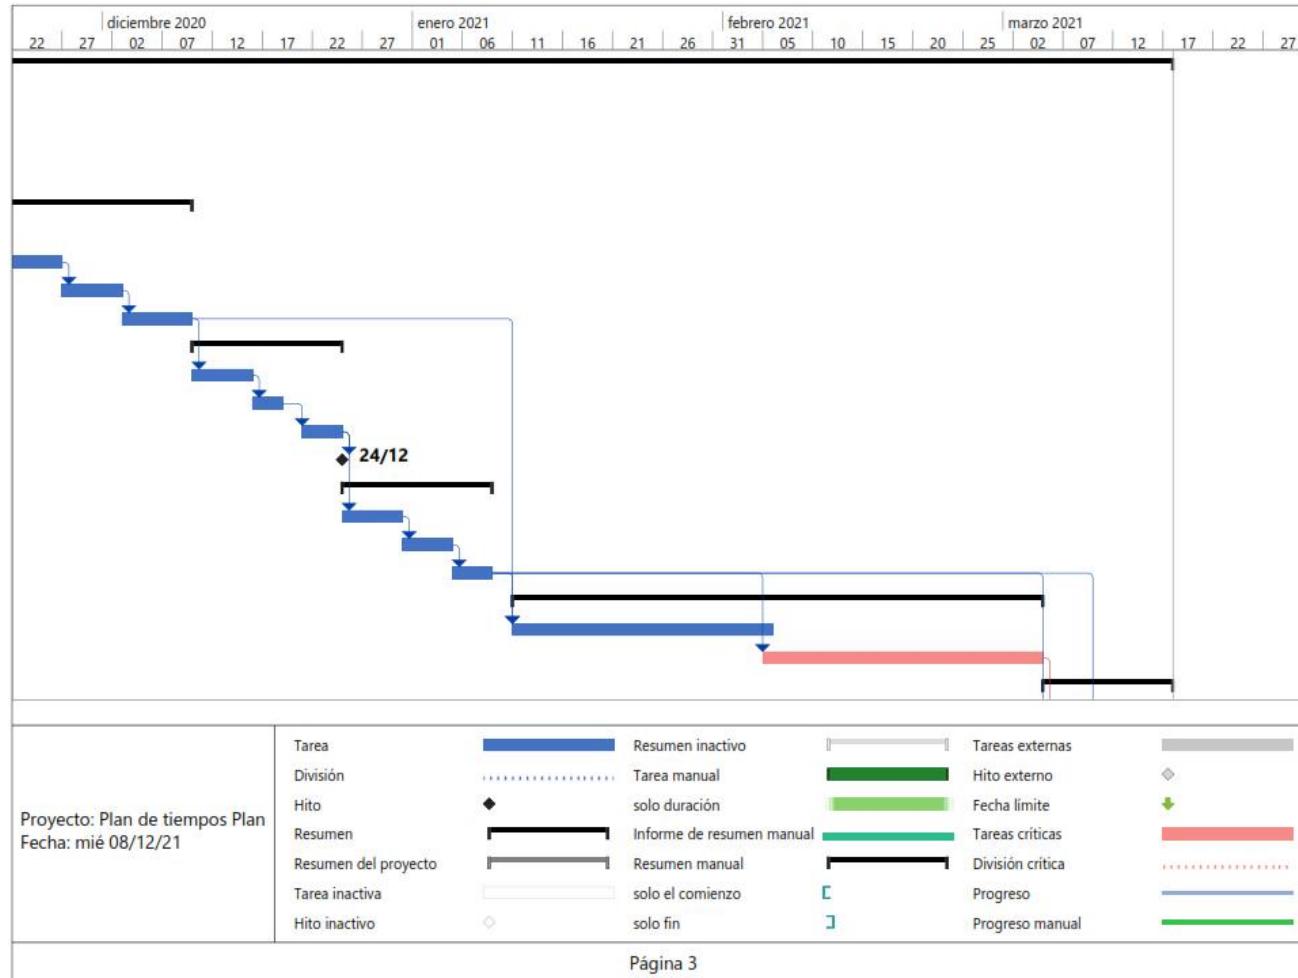 diciembre 2020 enero 2021 febrero 2021 marzo 2021
22 27 02 07 12 17 22 27 01 06 11 16 21 26 31 05 10 15 20 25 02 07 12 17 22 27
24/12
Proyecto: Plan de tiempos Plan
Fecha: mié 08/12/21
Tarea
División
Hito
Resumen
Resumen del proyecto
Tarea inactiva
Hito inactivo
Resumen inactivo
Tarea manual
solo duración
Informe de resumen manual
Resumen manual
solo el comienzo
solo fin
Tareas externas
Hito externo
Fecha límite
Tareas críticas
División crítica
Progreso
Progreso manual
Página 3